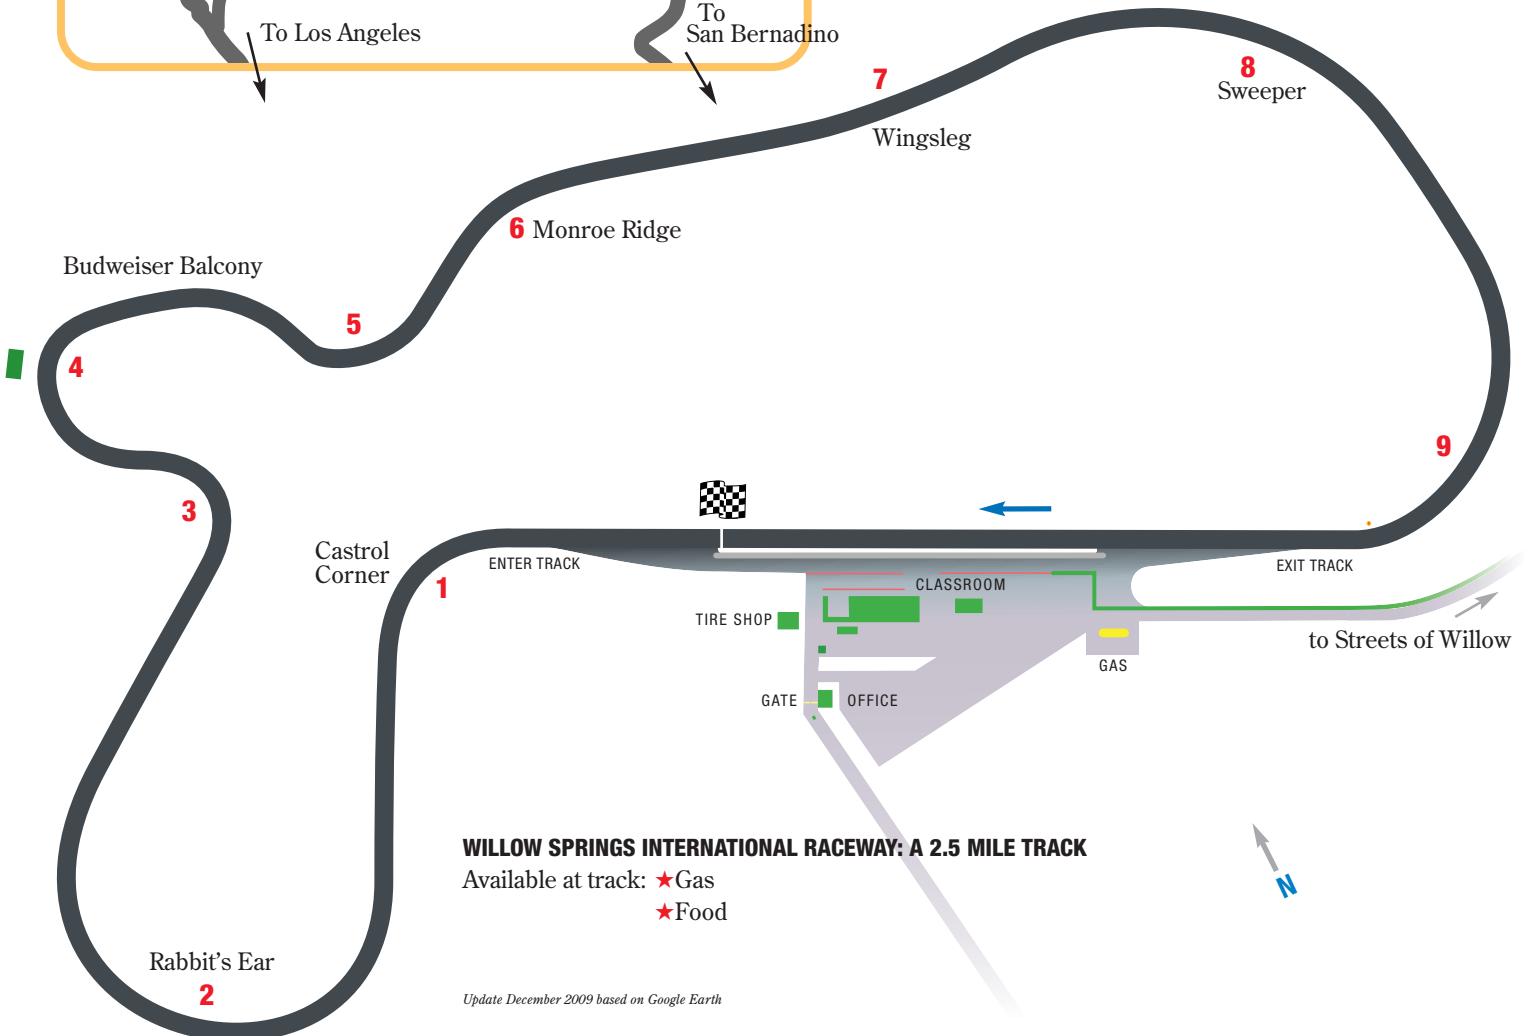 To Los Angeles
To
San Bernadino
7
Wingsleg
8
Sweeper
6 Monroe Ridge
Budweiser Balcony
5
4
9
3
Castrol
Corner
1
ENTER TRACK
EXIT TRACK
CLASSROOM
TIRE SHOP
to Streets of Willow
GAS
GATE
OFFICE
WILLOW SPRINGS INTERNATIONAL RACEWAY: A 2.5 MILE TRACK
Available at track: ★Gas
★Food
N
Rabbit's Ear
2
Update December 2009 based on Google Earth